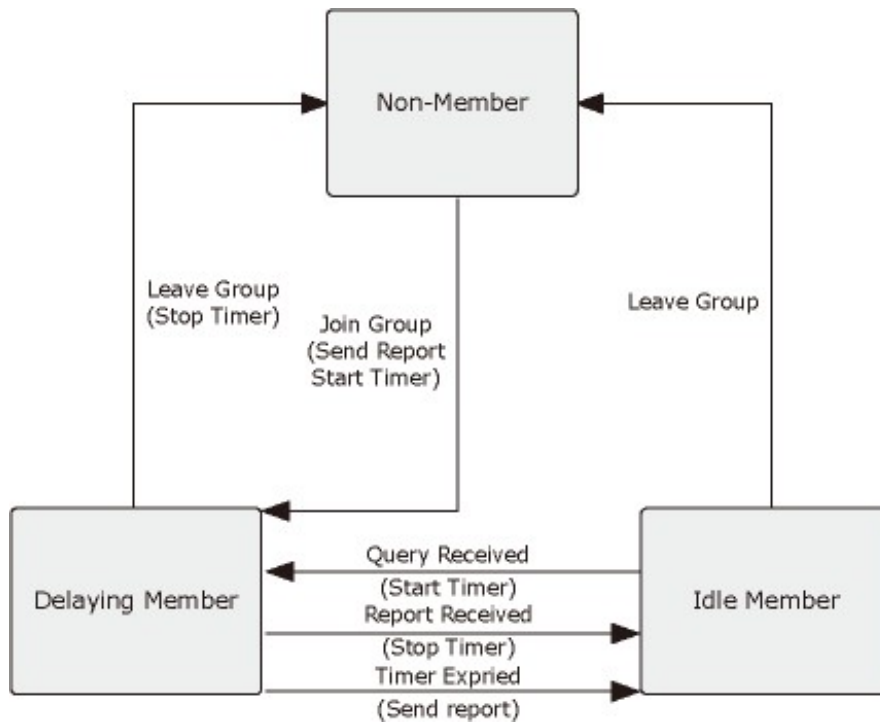 Non-Member
Leave Group
(Stop Timer)
Join Group
(Send Report
Start Timer)
Leave Group
Delaying Member
Query Received
(Start Timer)
Report Received
(Stop Timer)
Timer Expried
(Send report)
Idle Member